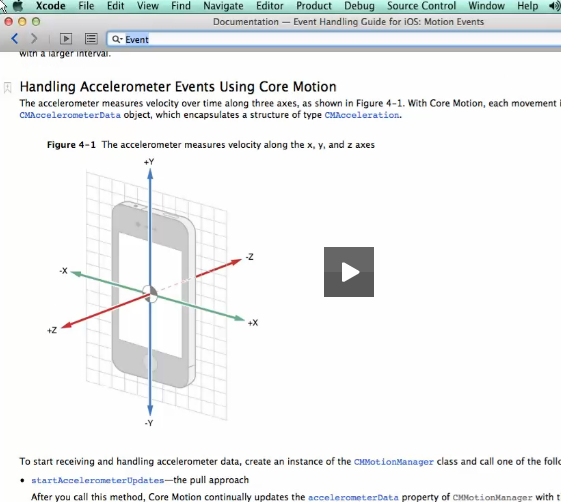 Xcode File Edit View Find Navigate Editor Product Debug Source Control Window Help
Documentation — Event Handling Guide for iOS: Motion Events
Event
with a larger interval.
Handling Accelerometer Events Using Core Motion
The accelerometer measures velocity over time along three axes, as shown in Figure 4-1. With Core Motion, each movement i
CMAccelerometerData object, which encapsulates a structure of type CMAcceleration.
Figure 4-1 The accelerometer measures velocity along the x, y, and z axes
+Y
-Z
-X
+X
+Z
-Y
To start receiving and handling accelerometer data, create an instance of the CMMotionManager class and call one of the follo
• startAccelerometerUpdates—the pull approach
After you call this method, Core Motion continually updates the accelerometerData property of CMMotionManager with t